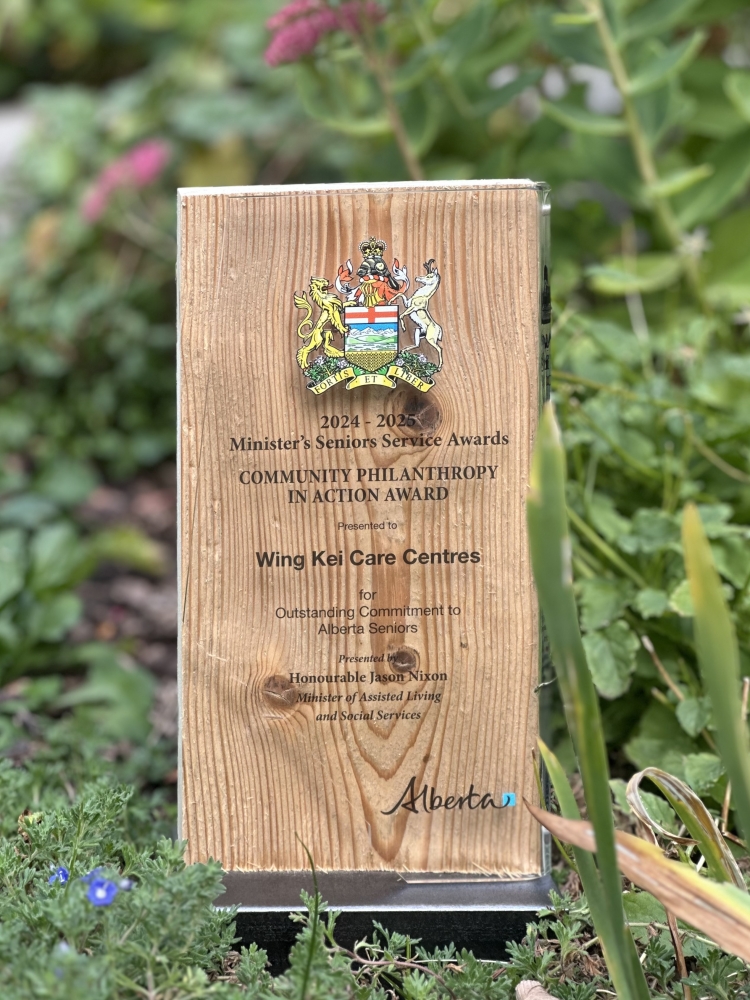 FORTIS ET LIBER
2024 - 2025
Minister's Seniors Service Awards
COMMUNITY PHILANTHROPY
IN ACTION AWARD
Presented to
Wing Kei Care Centres
for
Outstanding Commitment to
Alberta Seniors
Presented by
Honourable Jason Nixon
Minister of Assisted Living
and Social Services
Alberta